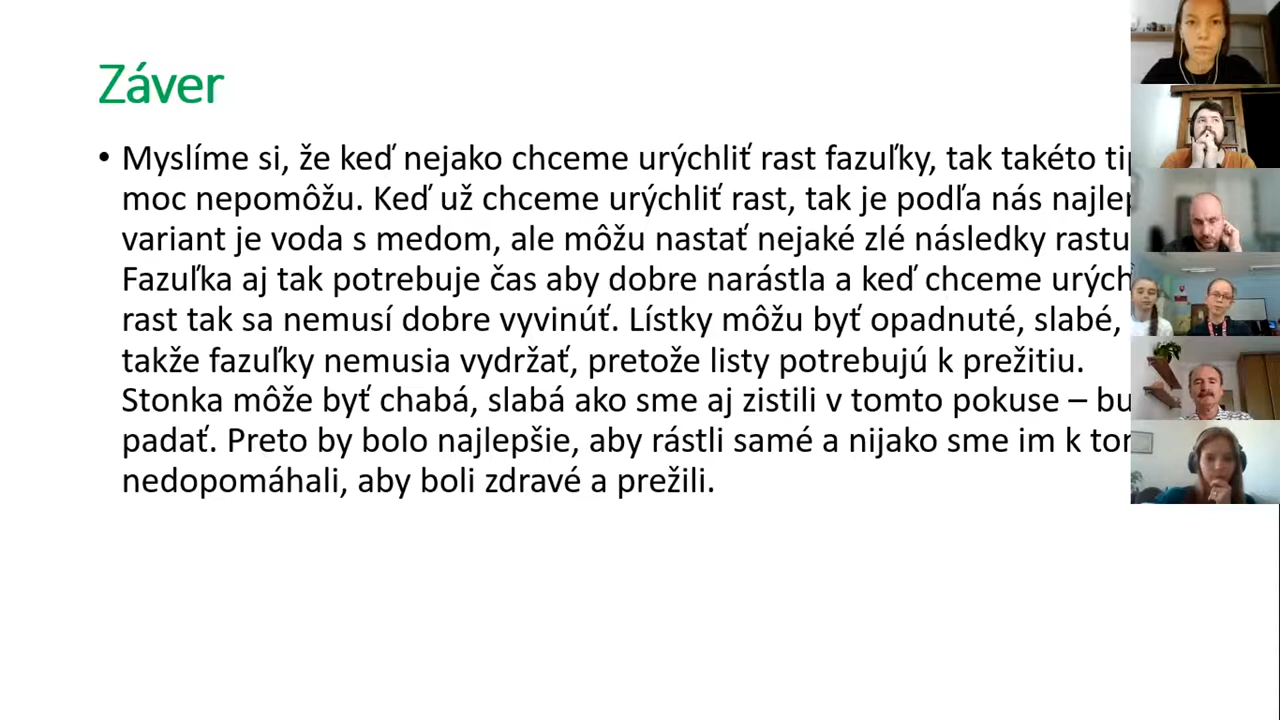 Záver
• Myslíme si, že keď nejako chceme urýchliť rast fazuľky, tak takéto
moc nepomôžu. Keď už chceme urýchliť rast, tak je podľa nás
variant je voda s medom, ale môžu nastať nejaké zlé následky rastu
Fazuľka aj tak potrebuje čas aby dobre narástla a keď chceme
rast tak sa nemusí dobre vyvinúť. Lístky môžu byť opadnuté, slabé,
takže fazuľky nemusia vydržať, pretože listy potrebujú k prežitiu.
Stonka môže byť chabá, slabá ako sme aj zistili v tomto pokuse –
padať. Preto by bolo najlepšie, aby rástli samé a nijako sme im k
nedopomáhali, aby boli zdravé a prežili.